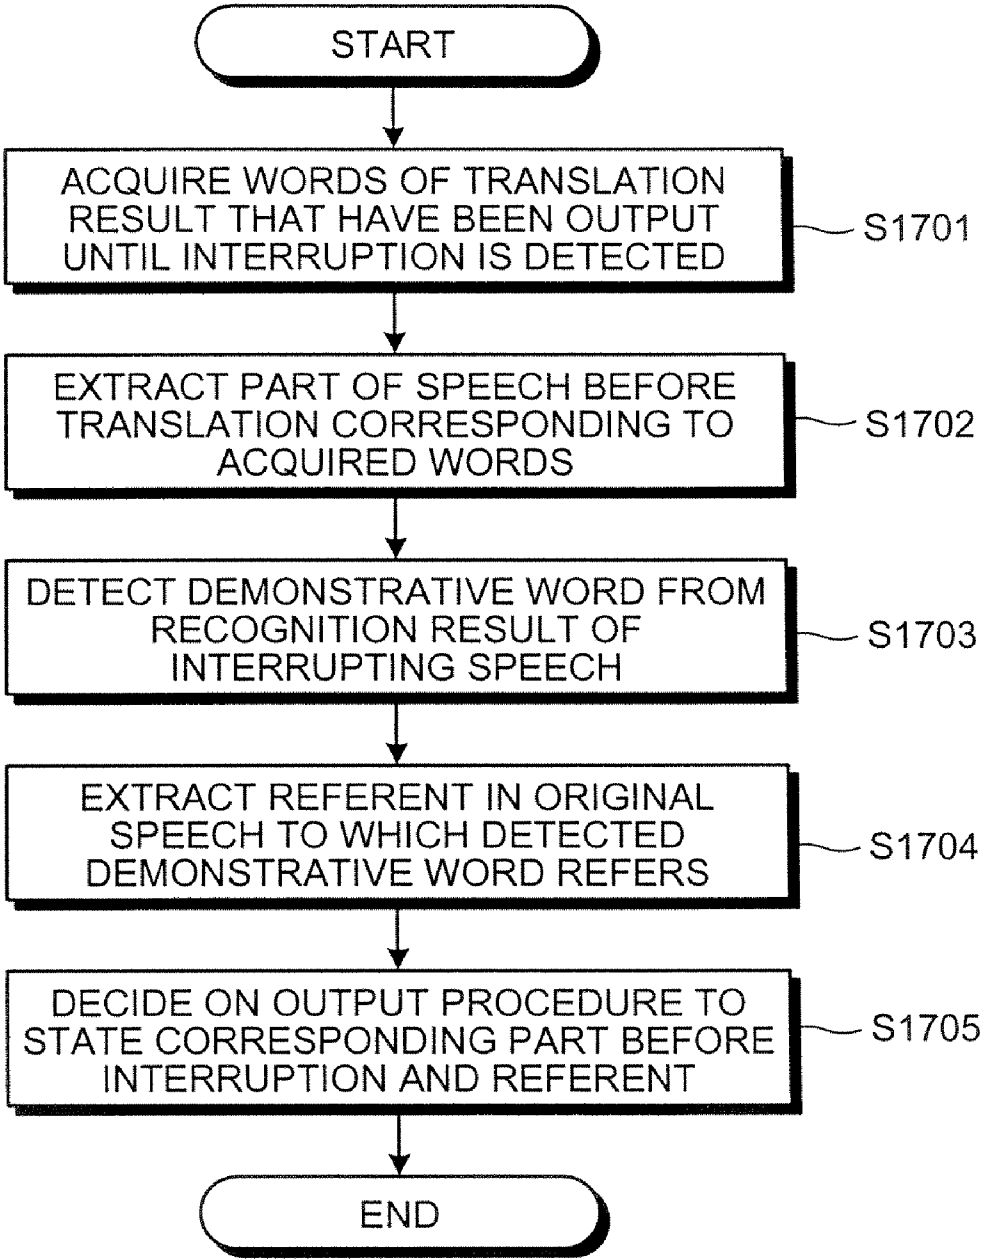 START
ACQUIRE WORDS OF TRANSLATION
RESULT THAT HAVE BEEN OUTPUT
UNTIL INTERRUPTION IS DETECTED
S1701
EXTRACT PART OF SPEECH BEFORE
TRANSLATION CORRESPONDING TO
ACQUIRED WORDS
S1702
DETECT DEMONSTRATIVE WORD FROM
RECOGNITION RESULT OF
INTERRUPTING SPEECH
S1703
EXTRACT REFERENT IN ORIGINAL
SPEECH TO WHICH DETECTED
DEMONSTRATIVE WORD REFERS
S1704
DECIDE ON OUTPUT PROCEDURE TO
STATE CORRESPONDING PART BEFORE
INTERRUPTION AND REFERENT
S1705
END